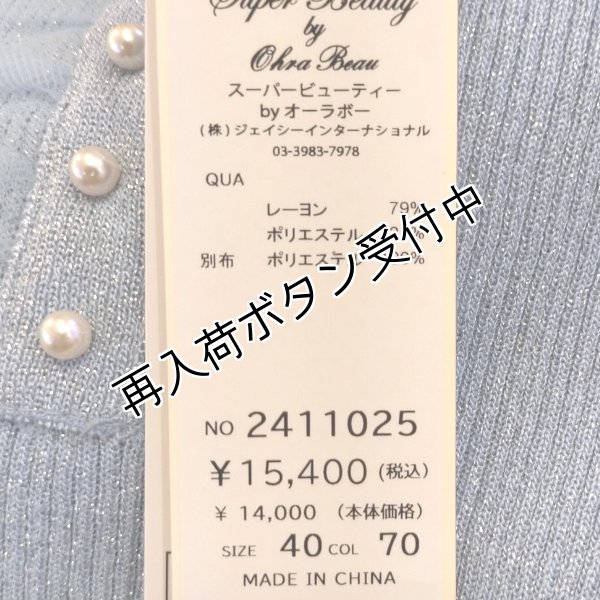 Super Beauty
by
Ohra Beau
スーパービューティー
byオーラボー
(株)ジェイシーインターナショナル
03-3983-7978
QUA
レーヨン 79%
ポリエステル
別布 ポリエステル
再入荷ボタン受付中
NO 2411025
¥15,400(税込)
¥ 14,000 (本体価格)
SIZE 40 COL 70
MADE IN CHINA